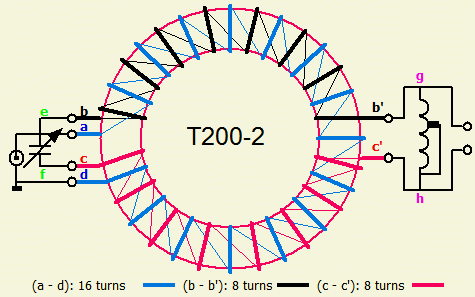 g
b'
e
b
a
T200-2
c'
c
f
d
h
(a - d): 16 turns (b - b'): 8 turns (c - c'): 8 turns